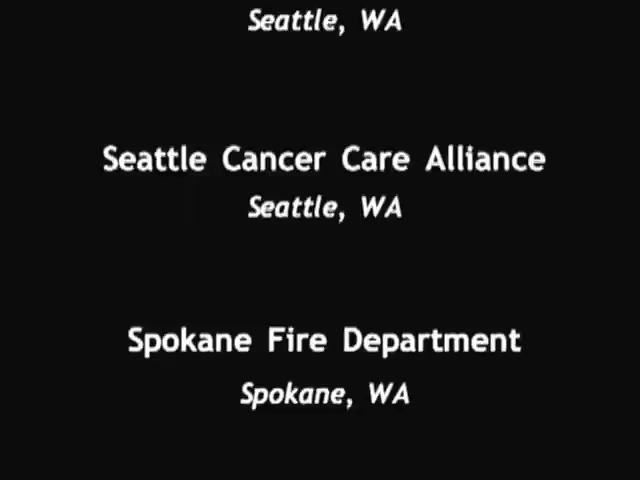 Seattle, WA
Seattle Cancer Care Alliance
Seattle, WA
Spokane Fire Department
Spokane, WA